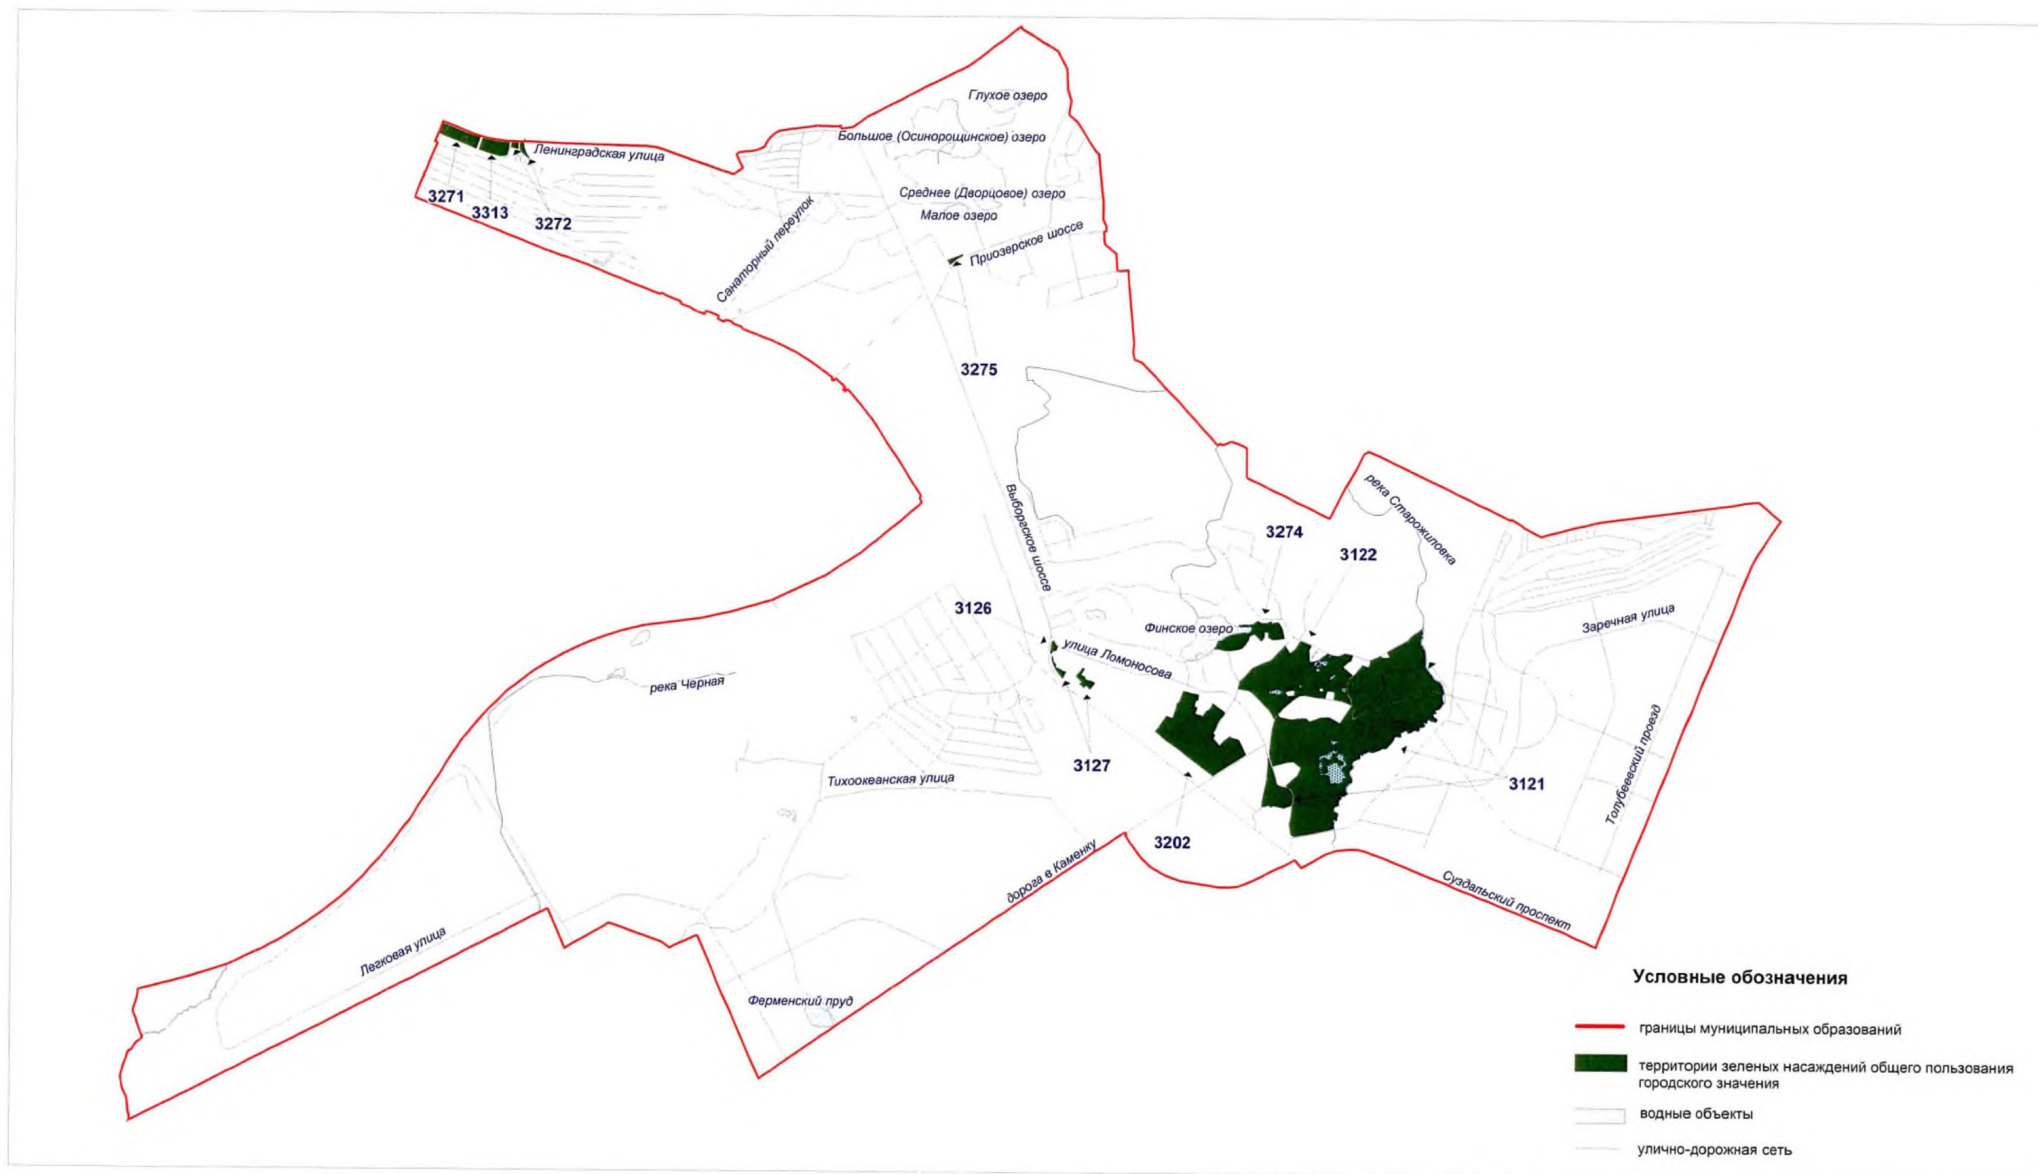 Глухое озеро
Большое (Осинорощинское) озеро
Ленинградская улица
Среднее (Дворцовое) озеро
3271
3313
3272
Малое озеро
Санаторный переулок
Приозерское шоссе
3275
Выборгское шоссе
река Старожиловка
3274
3122
3126
Финское озеро
улица Ломоносова
Заречная улица
река Черная
3127
Тихоокеанская улица
3121
Толубеевский проезд
3202
дорога в Каменку
Суздальский проспект
Легковая улица
Ферменский пруд
Условные обозначения
границы муниципальных образований
территории зеленых насаждений общего пользования
городского значения
водные объекты
улично-дорожная сеть